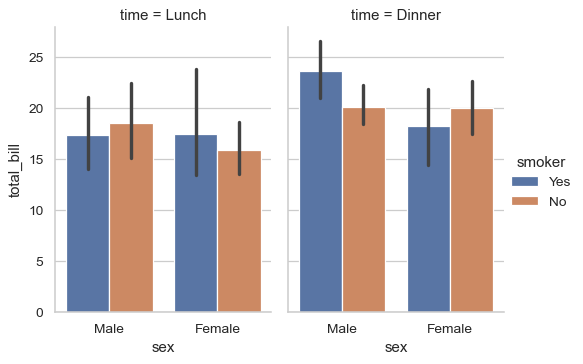 time = Lunch
time = Dinner
total_bill
25
20
15
10
5
0
Male
Female
Male
Female
sex
sex
smoker
Yes
No